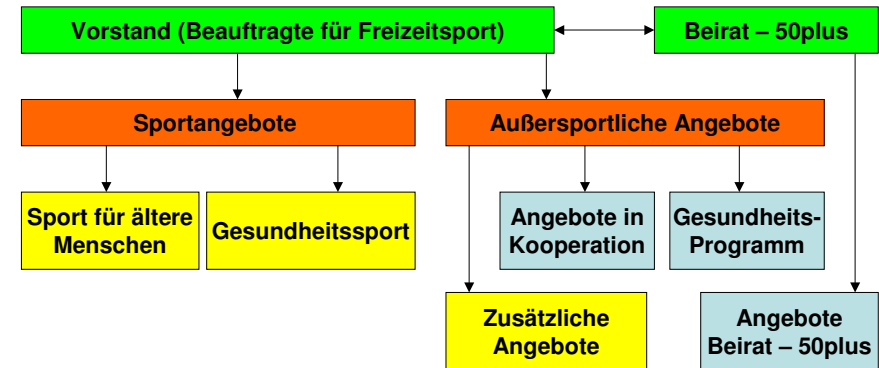 Vorstand (Beauftragte für Freizeitsport)
Beirat – 50plus
Sportangebote
Außersportliche Angebote
Sport für ältere
Menschen
Gesundheitssport
Angebote in
Kooperation
Gesundheits-
Programm
Zusätzliche
Angebote
Angebote
Beirat – 50plus